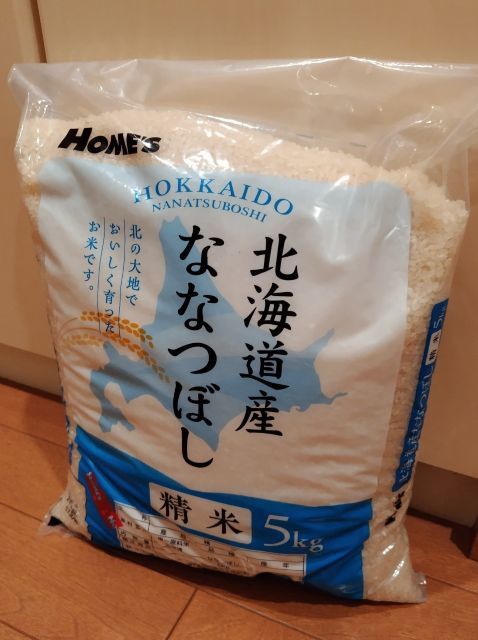 HOME'S
HOKKAIDO
NANATSUBOSHI
北海道産
ななつぼし
北の大地で
おいしく育った
お米です。
精米
5kg